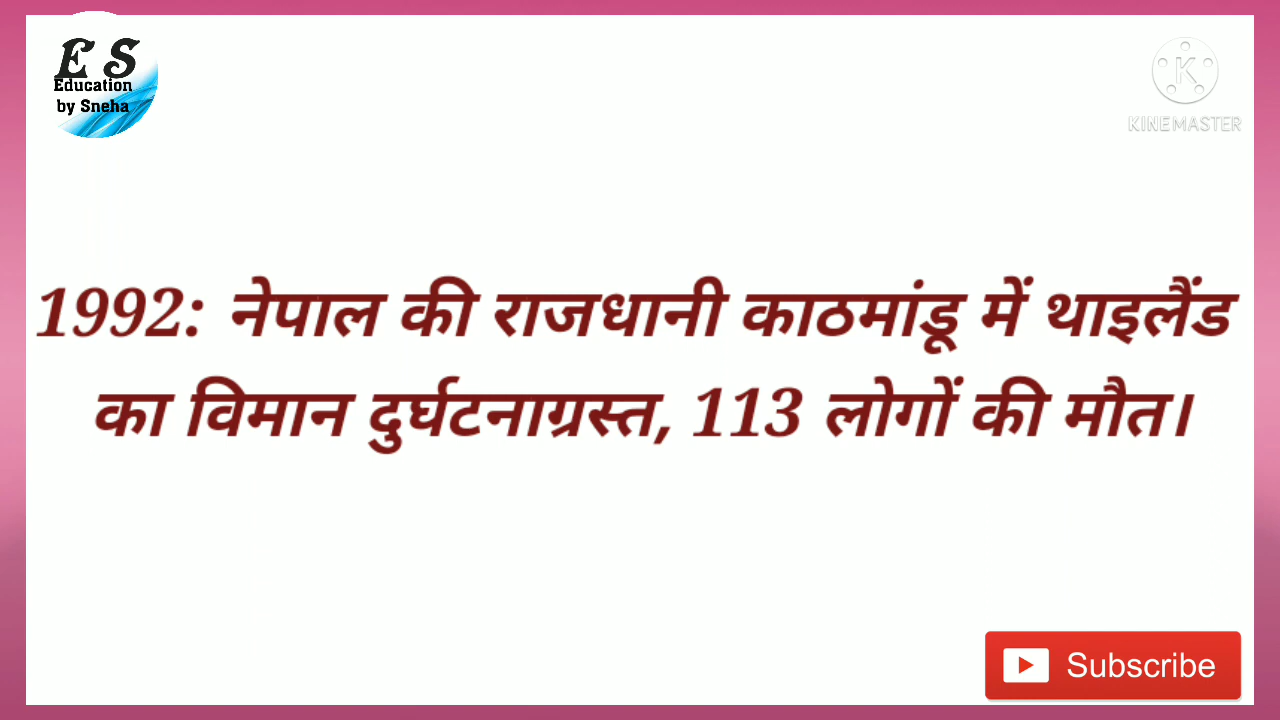 E S
Education
by Sneha
K
KINEMASTER
1992: नेपाल की राजधानी काठमांडू में थाइलैंड
का विमान दुर्घटनाग्रस्त, 113 लोगों की मौत।
Subscribe